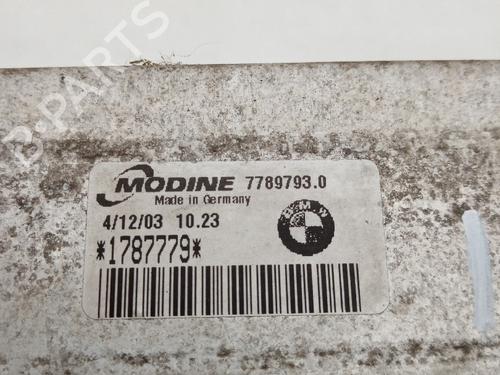 B-PARTS
MODINE 7789793.0
Made in Germany
4/12/03 10.23
BMW
*1787779*